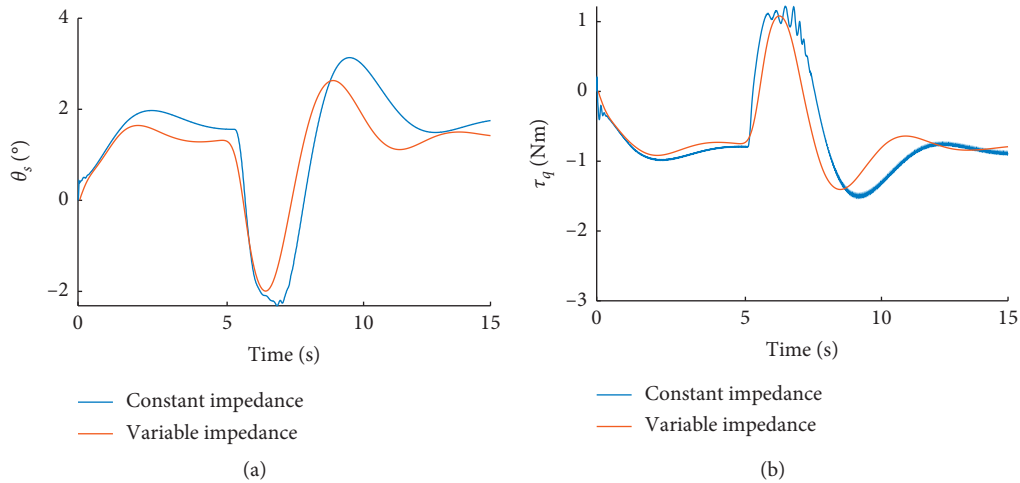 4
2
0
−2
θs (°)
0
5
10
15
Time (s)
Constant impedance
Variable impedance
(a)
1
0
−1
−2
−3
τq (Nm)
0
5
10
15
Time (s)
Constant impedance
Variable impedance
(b)